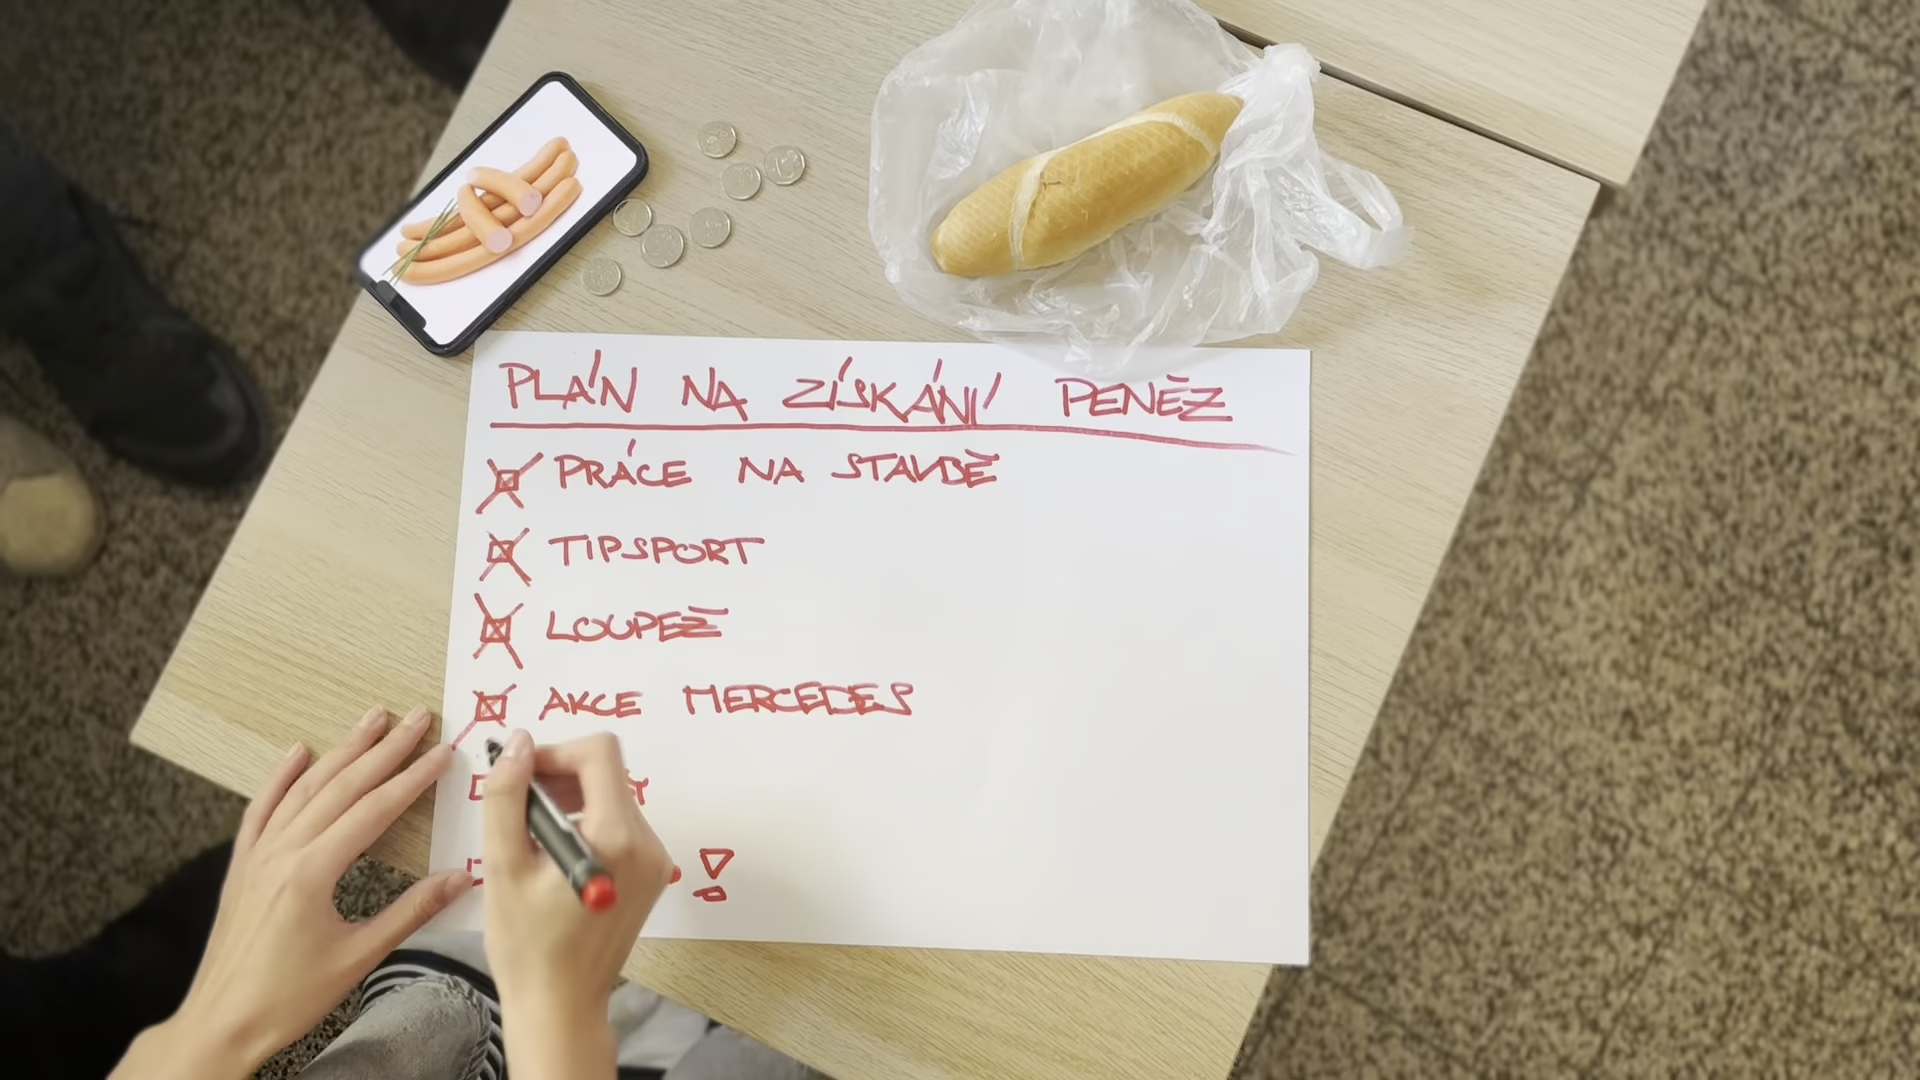 PLÁN NA ZÍSKÁNÍ PENĚZ
PRÁCE NA STAVBĚ
TIPSPORT
LOUPEŽ
AKCE MERCEDES
!